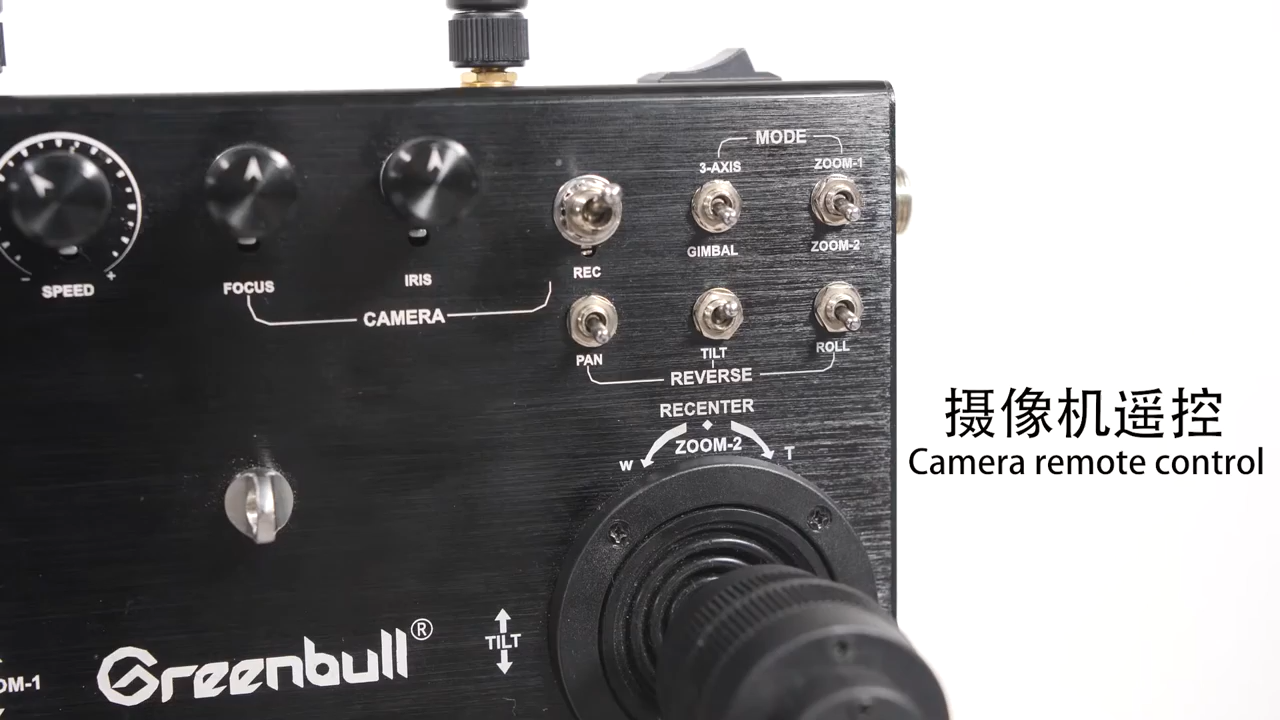 MODE
3-AXIS
ZOOM-1
GIMBAL
ZOOM-2
SPEED
FOCUS
IRIS
REC
CAMERA
PAN
TILT
ROLL
REVERSE
RECENTER
ZOOM-2
W
T
摄像机遥控
Camera remote control
TILT
Greenbull®